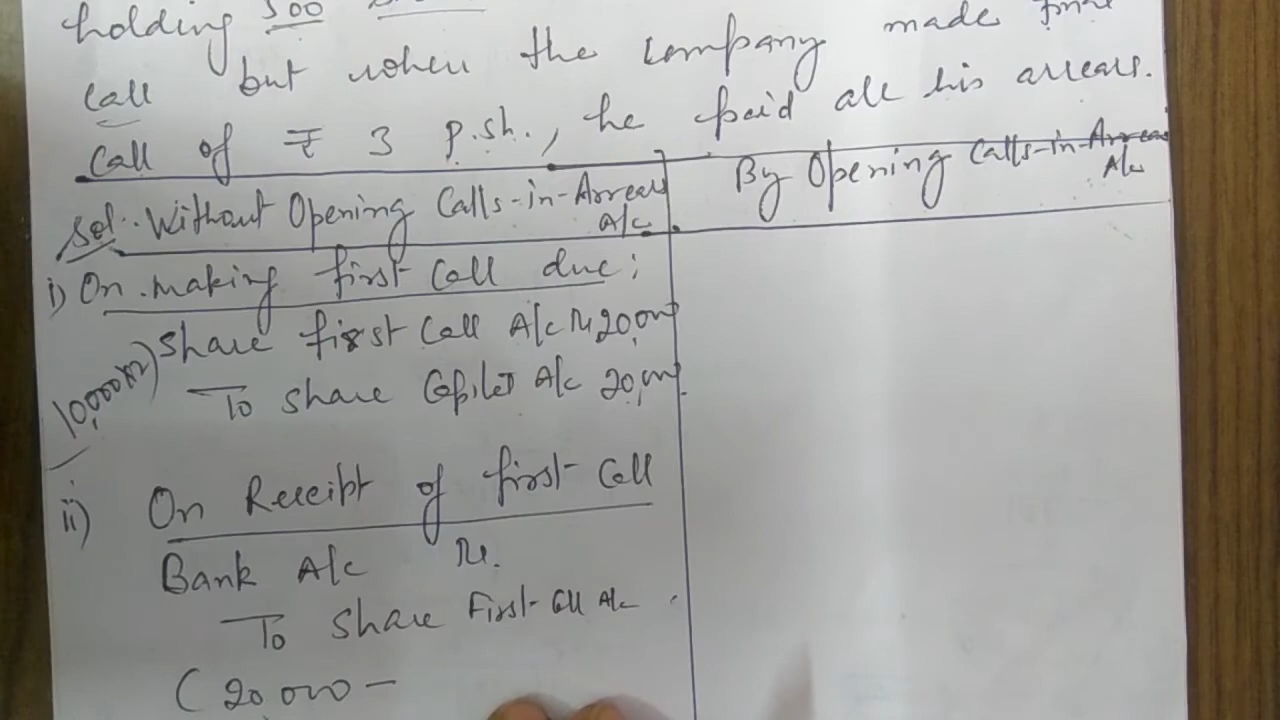 holding 500
call but when the company made final
call of ₹ 3 p.sh., he paid all his arrears.
Sol:. Without Opening Calls-in-Arrears A/c
By Opening Calls-in-Arrears A/c
i) On making first Call due:
10,000x2) Share first Call A/c Dr 20,000
To share Capital A/c 20,000
ii) On Receipt of first Call
Bank A/c Dr.
To Share First Call A/c
(20,000 –